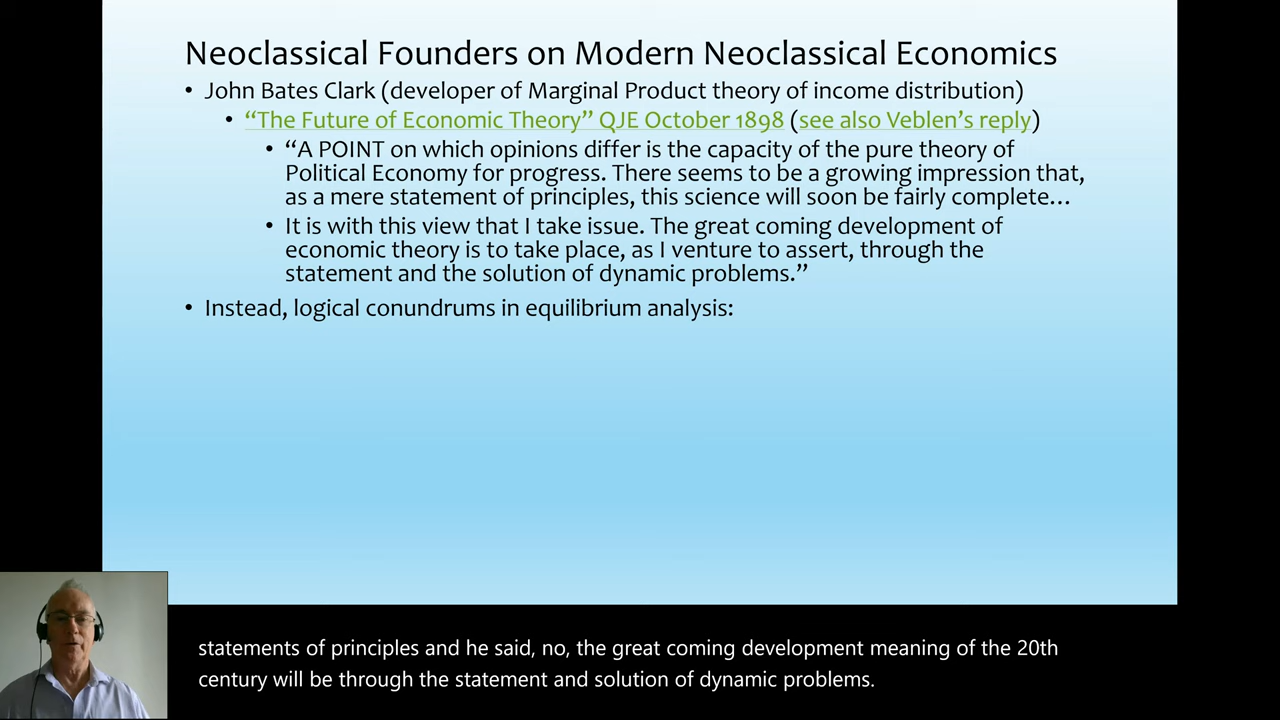 Neoclassical Founders on Modern Neoclassical Economics
• John Bates Clark (developer of Marginal Product theory of income distribution)
• “The Future of Economic Theory” QJE October 1898 (see also Veblen’s reply)
• “A POINT on which opinions differ is the capacity of the pure theory of
Political Economy for progress. There seems to be a growing impression that,
as a mere statement of principles, this science will soon be fairly complete…
• It is with this view that I take issue. The great coming development of
economic theory is to take place, as I venture to assert, through the
statement and the solution of dynamic problems.”
• Instead, logical conundrums in equilibrium analysis:
statements of principles and he said, no, the great coming development meaning of the 20th
century will be through the statement and solution of dynamic problems.